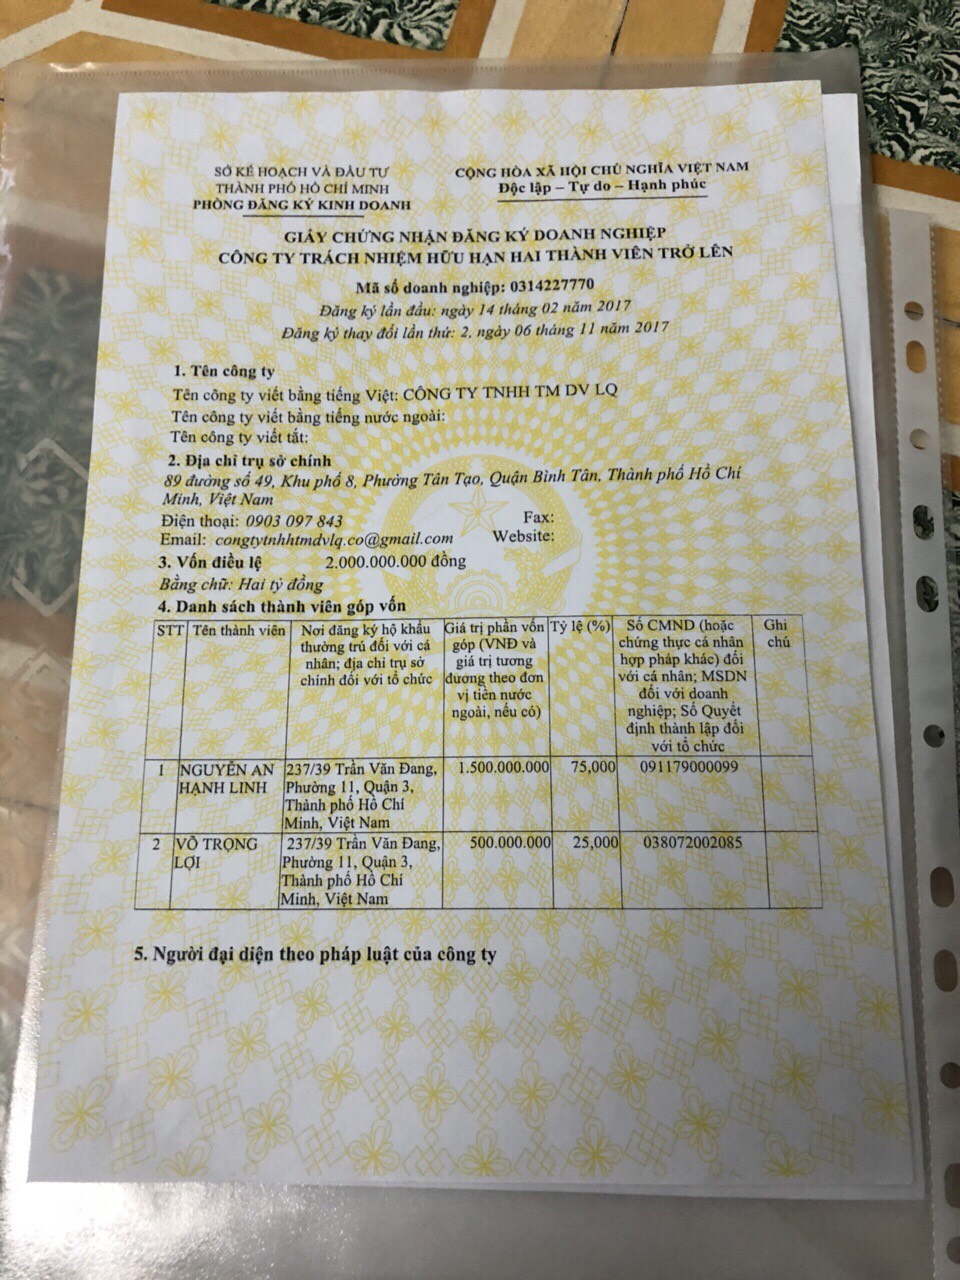 SỞ KẾ HOẠCH VÀ ĐẦU TƯ
THÀNH PHỐ HỒ CHÍ MINH
PHÒNG ĐĂNG KÝ KINH DOANH
CỘNG HÒA XÃ HỘI CHỦ NGHĨA VIỆT NAM
Độc lập – Tự do – Hạnh phúc
GIẤY CHỨNG NHẬN ĐĂNG KÝ DOANH NGHIỆP
CÔNG TY TRÁCH NHIỆM HỮU HẠN HAI THÀNH VIÊN TRỞ LÊN
Mã số doanh nghiệp: 0314227770
Đăng ký lần đầu: ngày 14 tháng 02 năm 2017
Đăng ký thay đổi lần thứ: 2, ngày 06 tháng 11 năm 2017
1. Tên công ty
Tên công ty viết bằng tiếng Việt: CÔNG TY TNHH TM DV LQ
Tên công ty viết bằng tiếng nước ngoài:
Tên công ty viết tắt:
2. Địa chỉ trụ sở chính
89 đường số 49, Khu phố 8, Phường Tân Tạo, Quận Bình Tân, Thành phố Hồ Chí
Minh, Việt Nam
Điện thoại: 0903 097 843 Fax:
Email: congtytnhhtmdvlq.co@gmail.com Website:
3. Vốn điều lệ 2.000.000.000 đồng
Bằng chữ: Hai tỷ đồng
4. Danh sách thành viên góp vốn
STT
Tên thành viên
Nơi đăng ký hộ khẩu
thường trú đối với cá
nhân; địa chỉ trụ sở
chính đối với tổ chức
Giá trị phần vốn
góp (VNĐ và
giá trị tương
đương theo đơn
vị tiền nước
ngoài, nếu có)
Tỷ lệ (%)
Số CMND (hoặc
chứng thực cá nhân
hợp pháp khác) đối
với cá nhân; MSDN
đối với doanh
nghiệp; Số Quyết
định thành lập đối
với tổ chức
Ghi
chú
1
NGUYỄN AN
HẠNH LINH
237/39 Trần Văn Đang,
Phường 11, Quận 3,
Thành phố Hồ Chí
Minh, Việt Nam
1.500.000.000
75,000
091179000099
2
VÕ TRỌNG
LỢI
237/39 Trần Văn Đang,
Phường 11, Quận 3,
Thành phố Hồ Chí
Minh, Việt Nam
500.000.000
25,000
038072002085
5. Người đại diện theo pháp luật của công ty